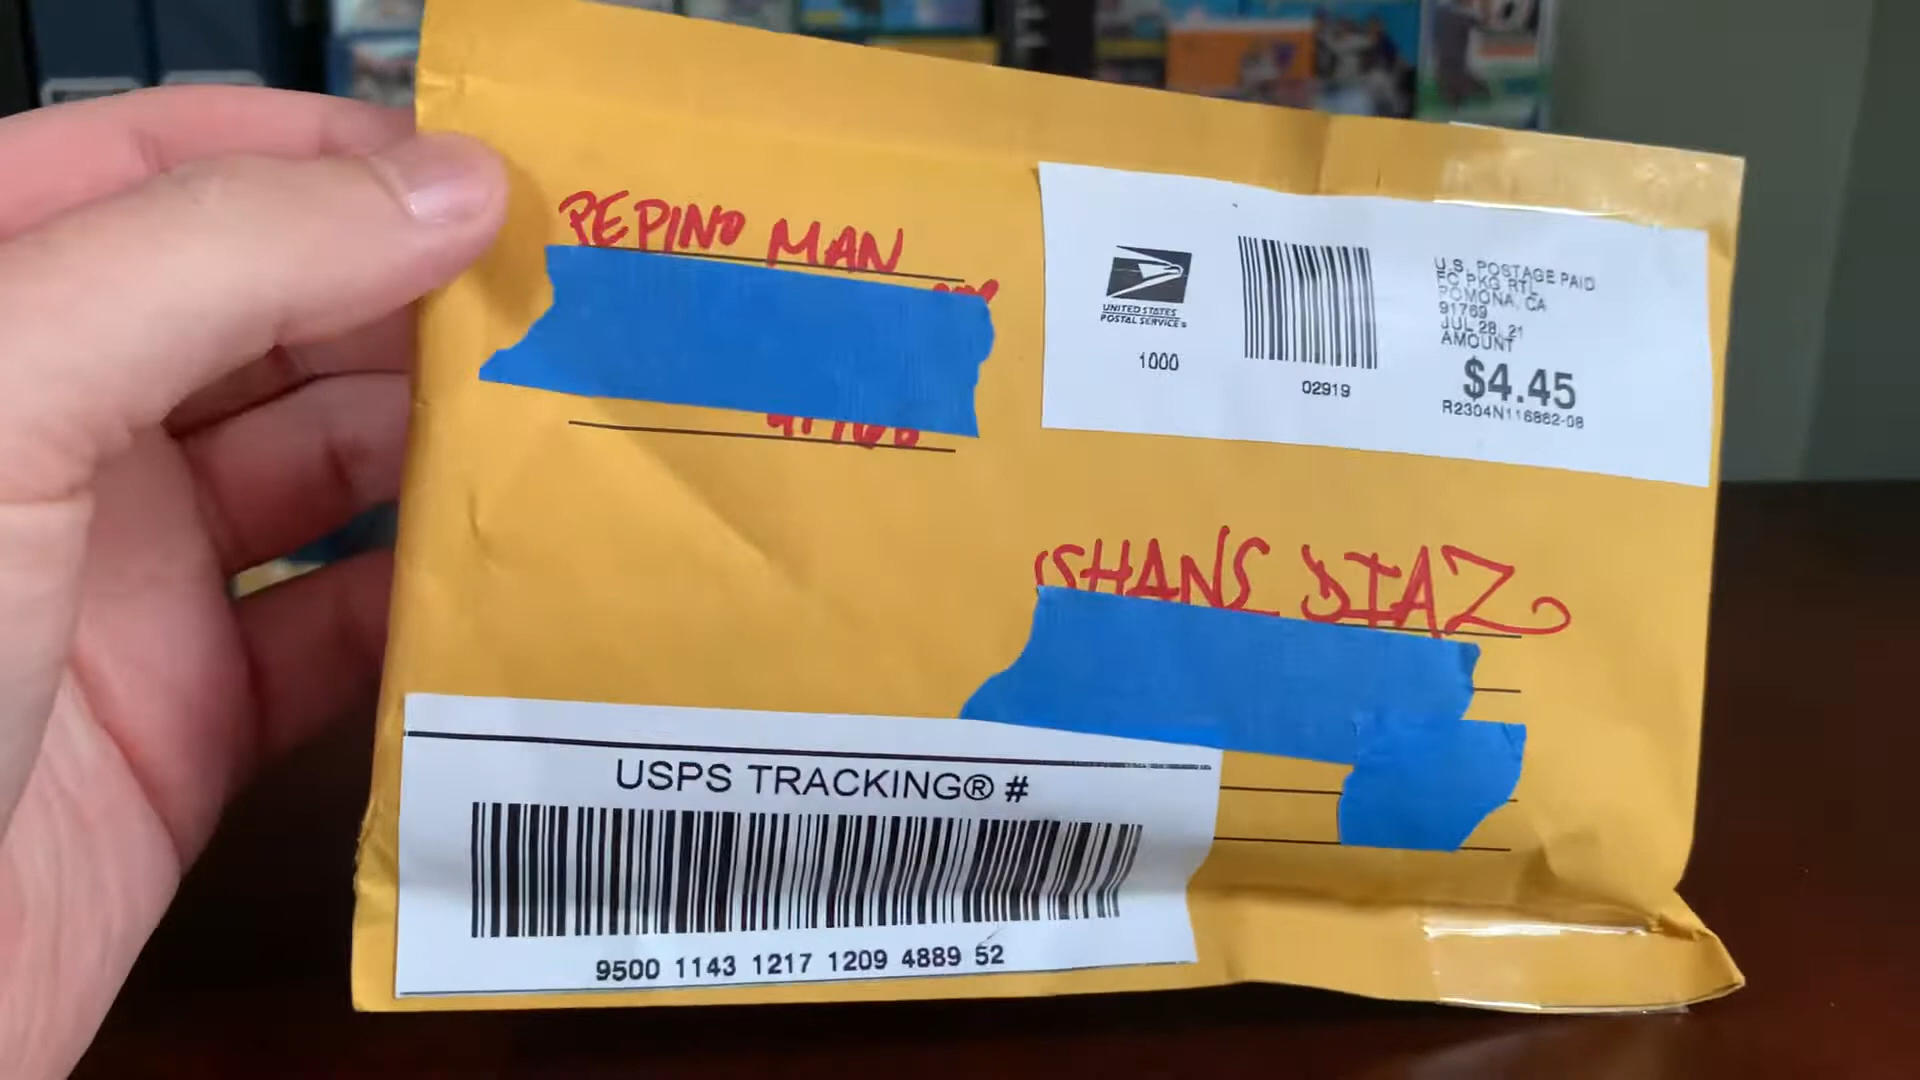 PEPINO MAN
UNITED STATES
POSTAL SERVICE®
1000
02919
U.S. POSTAGE PAID
FC PKG RTL
POMONA, CA
91769
JUL 28, 21
AMOUNT
$4.45
R2304N116862-08
SHANE DIAZ
USPS TRACKING® #
9500 1143 1217 1209 4889 52